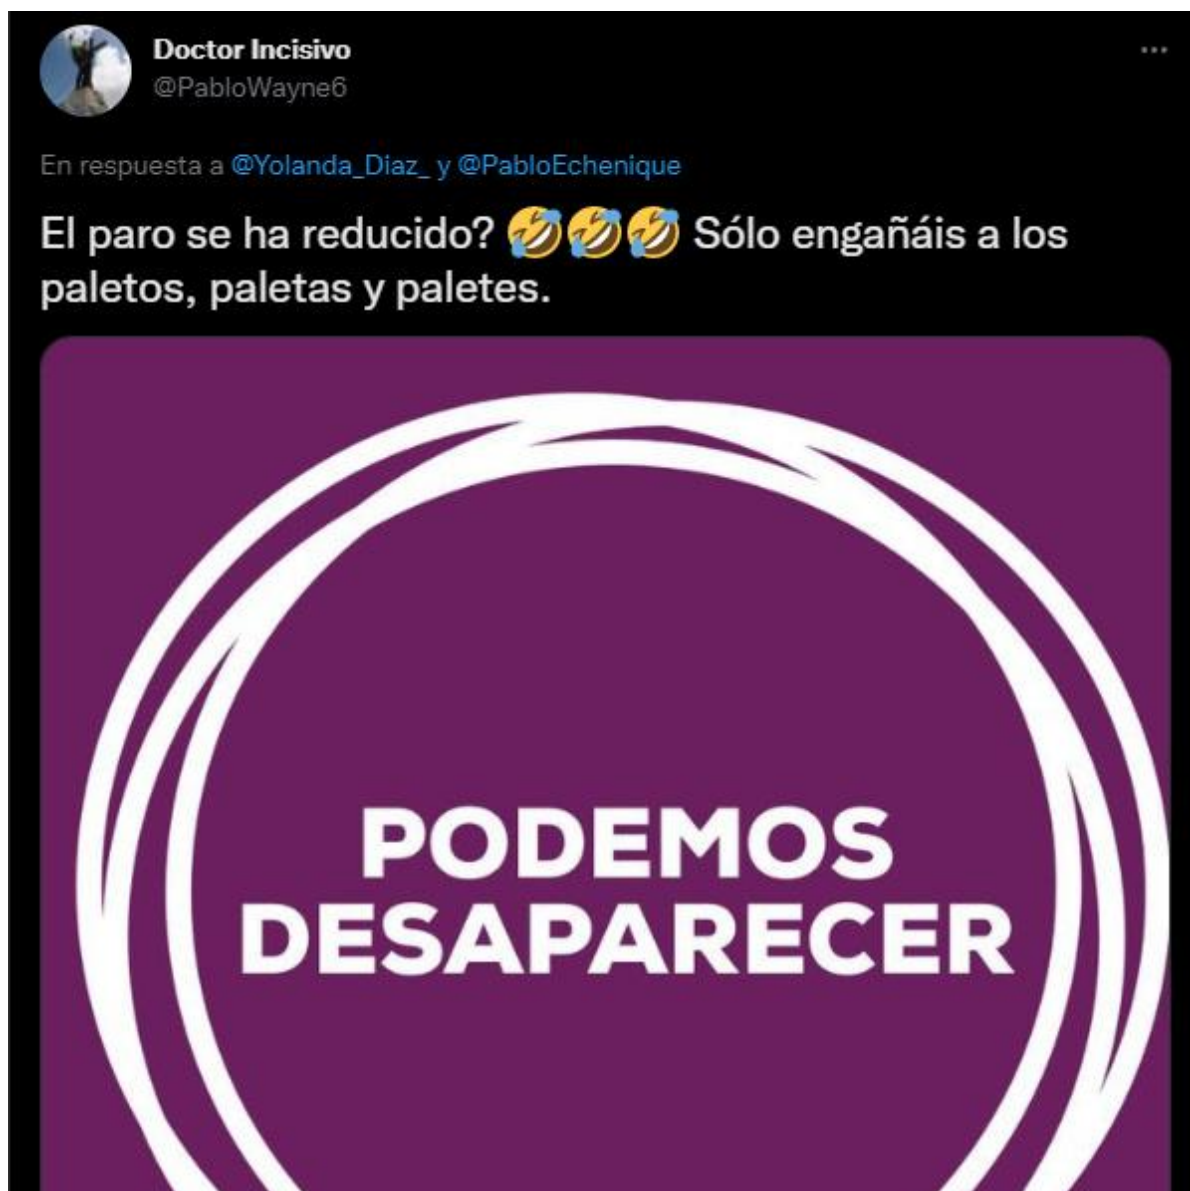 Doctor Incisivo
@PabloWayne6
En respuesta a @Yolanda_Diaz_ y @PabloEchenique
El paro se ha reducido? 🤣🤣🤣 Sólo engañáis a los
paletos, paletas y paletes.
PODEMOS
DESAPARECER